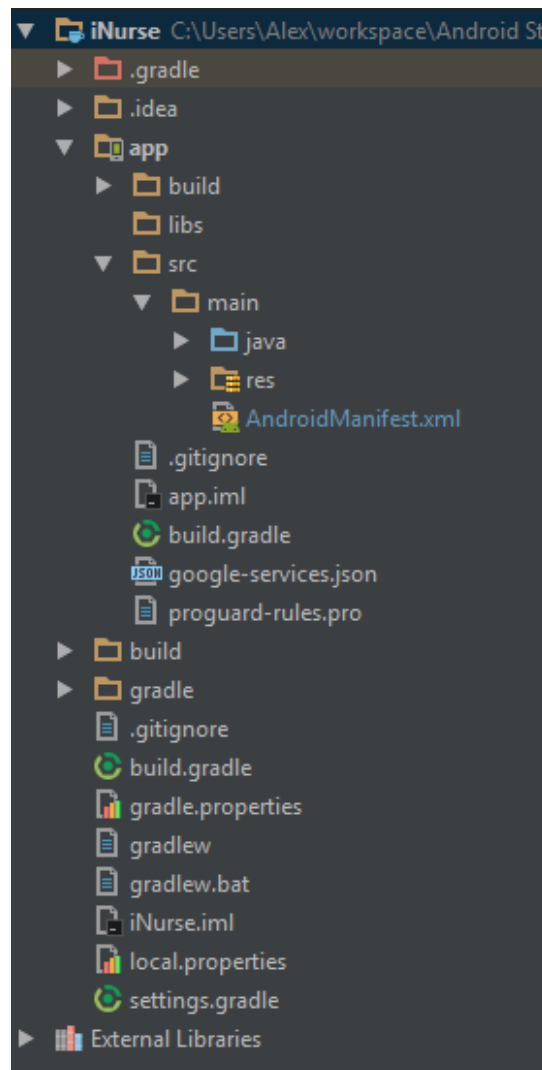 iNurse C:\Users\Alex\workspace\Android St
.gradle
.idea
app
build
libs
src
main
java
res
AndroidManifest.xml
.gitignore
app.iml
build.gradle
JSON google-services.json
proguard-rules.pro
build
gradle
.gitignore
build.gradle
gradle.properties
gradlew
gradlew.bat
iNurse.iml
local.properties
settings.gradle
External Libraries